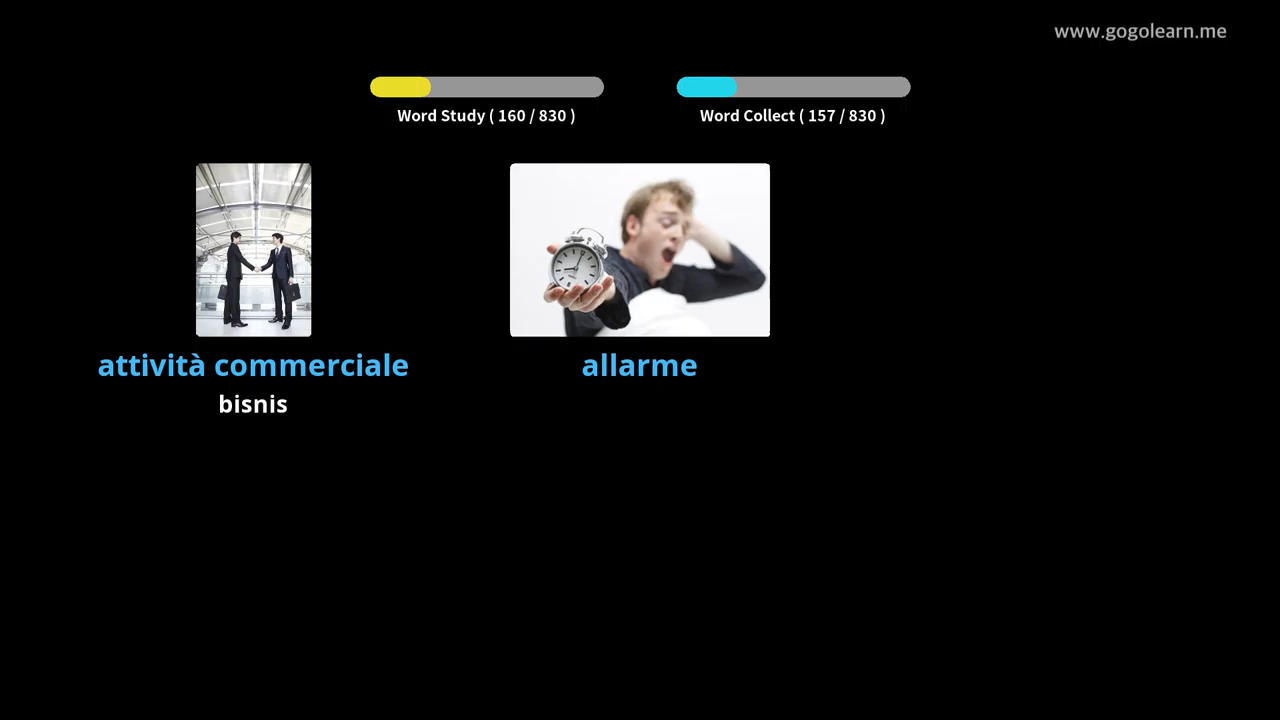 www.gogolearn.me
Word Study ( 160 / 830 )
Word Collect ( 157 / 830 )
attività commerciale
bisnis
allarme